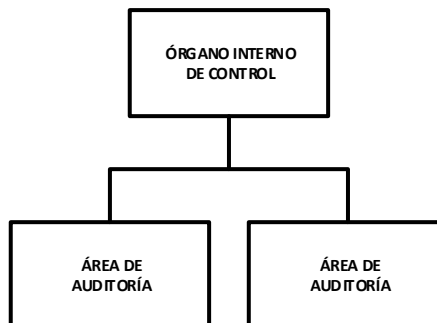 ÓRGANO INTERNO
DE CONTROL
ÁREA DE
AUDITORÍA
ÁREA DE
AUDITORÍA